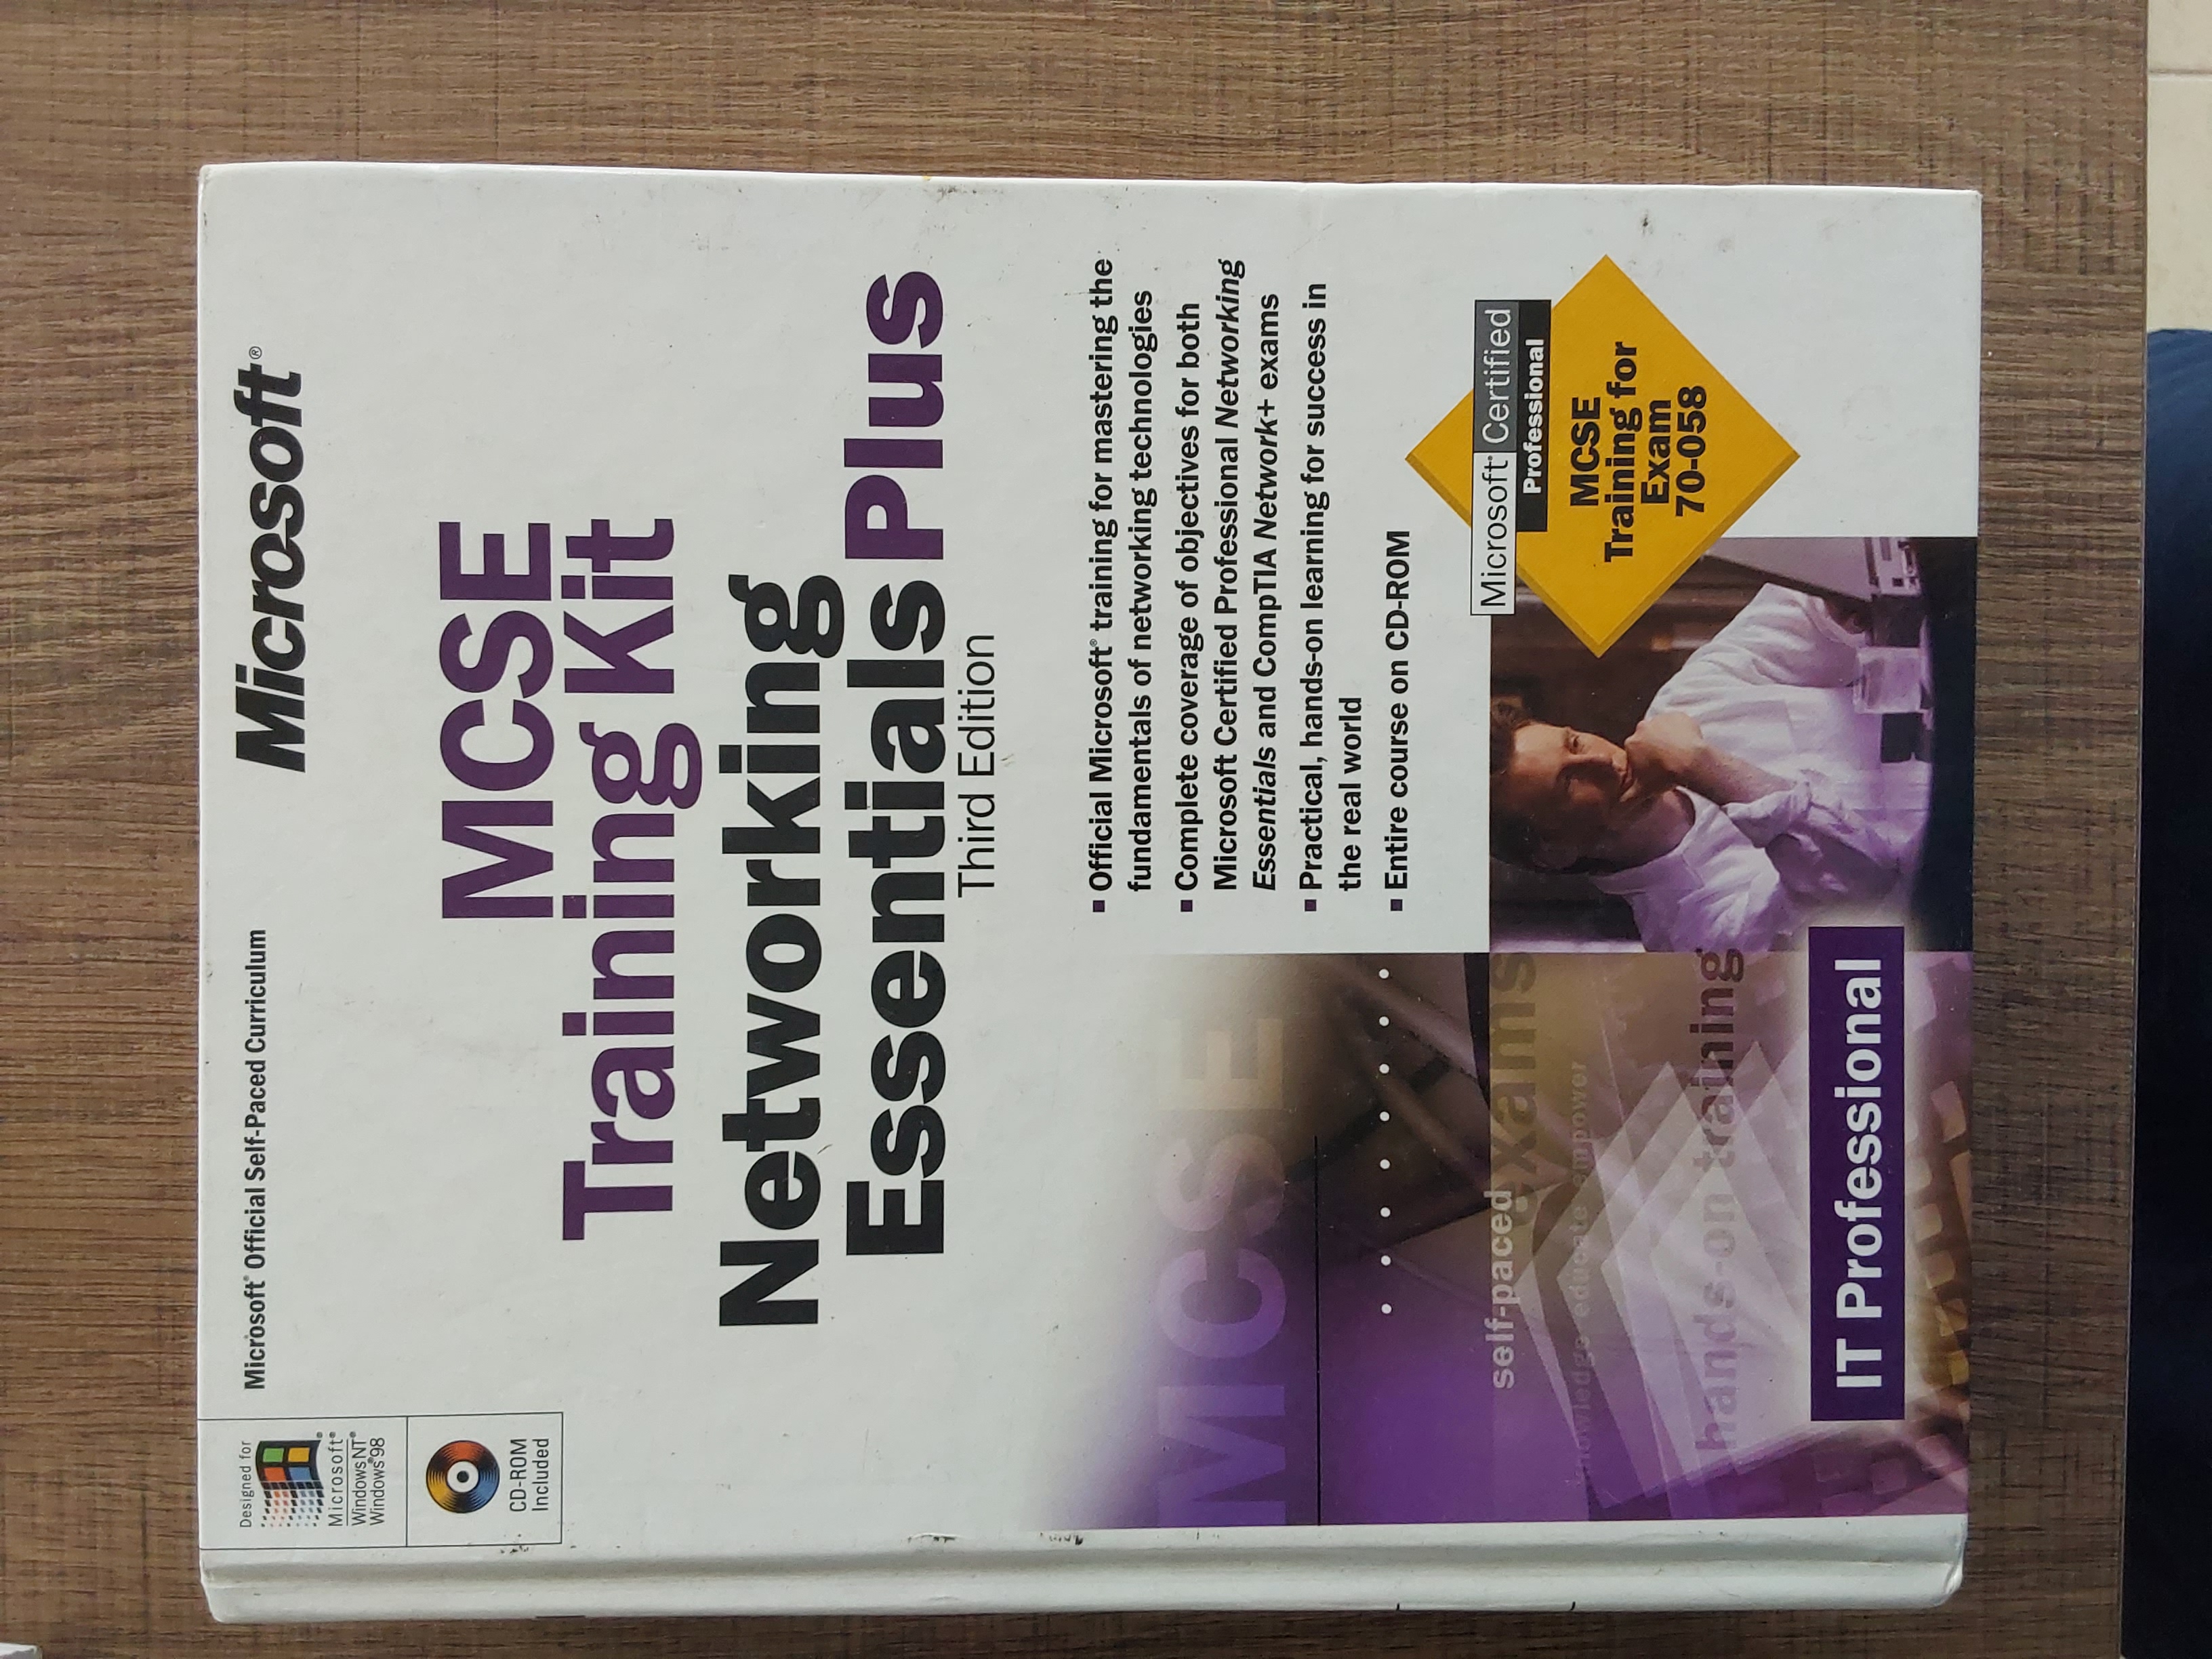 Designed for
Microsoft®
Windows NT®
Windows®98
CD-ROM
Included
Microsoft® Official Self-Paced Curriculum
Microsoft®
MCSE
Training Kit
Networking
Essentials Plus
Third Edition
Official Microsoft® training for mastering the
fundamentals of networking technologies
Complete coverage of objectives for both
Microsoft Certified Professional Networking
Essentials and CompTIA Network+ exams
Practical, hands-on learning for success in
the real world
Entire course on CD-ROM
MCSE
self-paced
exams
knowledge educate empower
hands-on training
IT Professional
Microsoft® Certified
Professional
MCSE
Training for
Exam
70-058